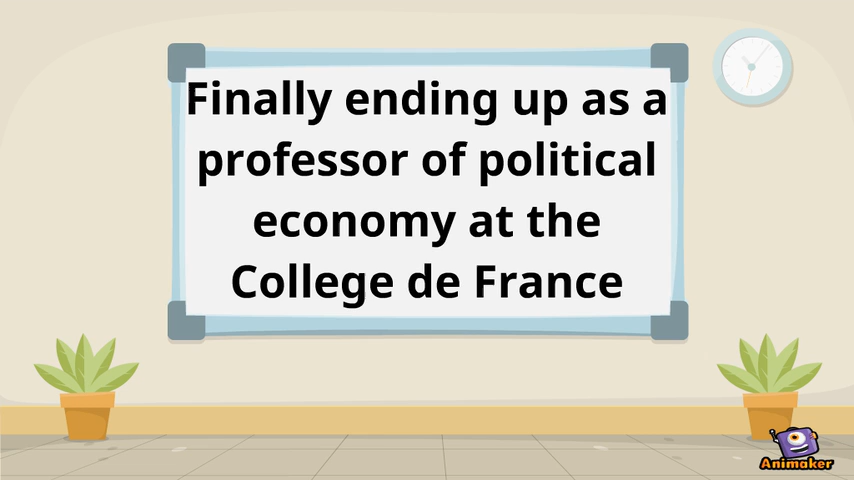 Finally ending up as a
professor of political
economy at the
College de France
Animaker